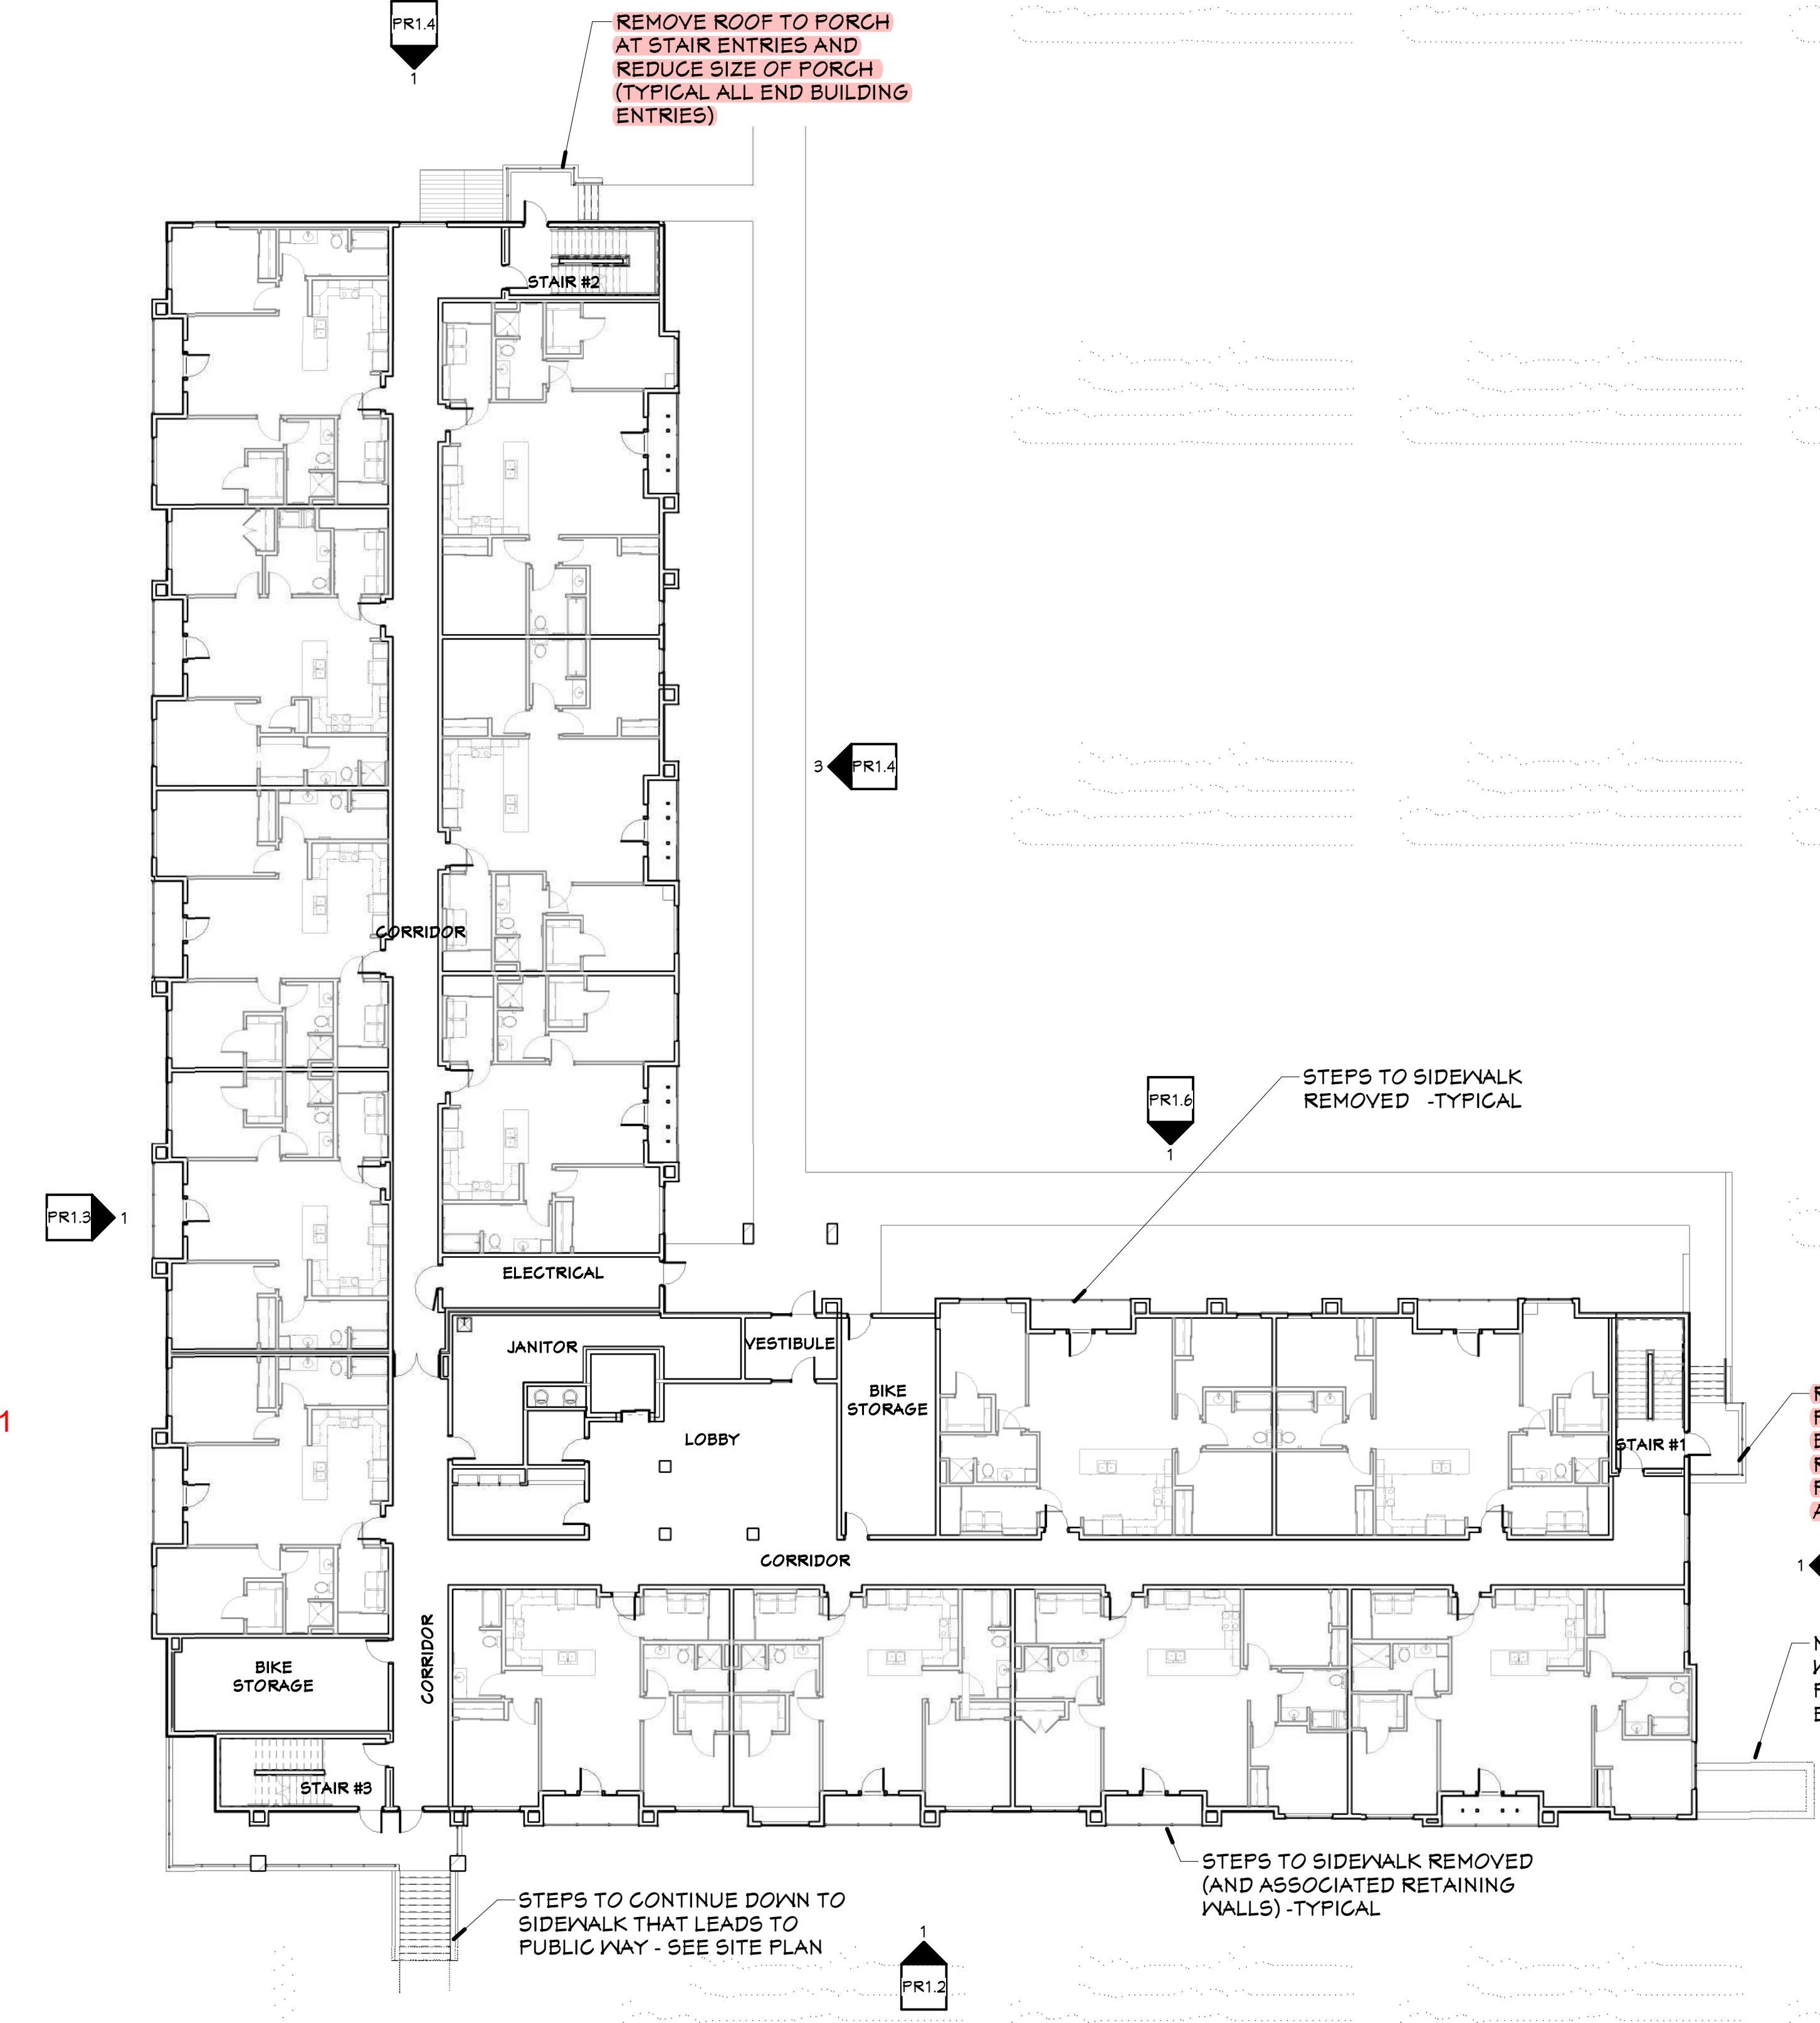 PR1.4
1
REMOVE ROOF TO PORCH
AT STAIR ENTRIES AND
REDUCE SIZE OF PORCH
(TYPICAL ALL END BUILDING
ENTRIES)
STAIR #2
3
PR1.4
CORRIDOR
STEPS TO SIDEWALK
REMOVED -TYPICAL
PR1.6
1
PR1.3
1
ELECTRICAL
JANITOR
VESTIBULE
BIKE
STORAGE
LOBBY
STAIR #1
1
CORRIDOR
1
CORRIDOR
BIKE
STORAGE
STAIR #3
STEPS TO SIDEWALK REMOVED
(AND ASSOCIATED RETAINING
WALLS) -TYPICAL
STEPS TO CONTINUE DOWN TO
SIDEWALK THAT LEADS TO
PUBLIC WAY - SEE SITE PLAN
1
PR1.2